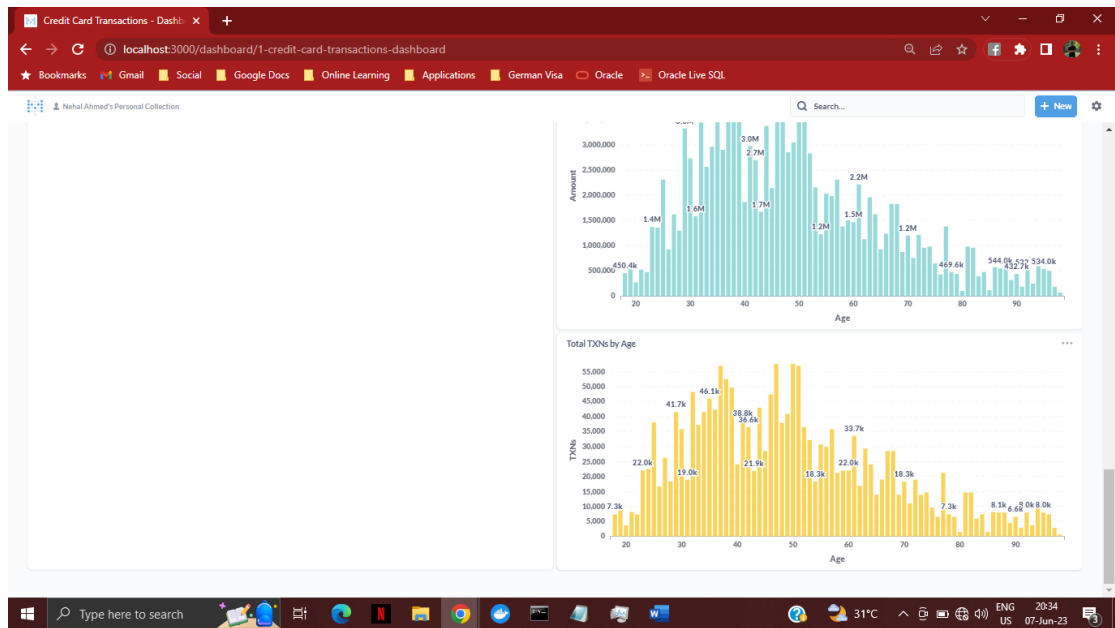 Credit Card Transactions - Dashb
localhost:3000/dashboard/1-credit-card-transactions-dashboard
Bookmarks Gmail Social Google Docs Online Learning Applications German Visa Oracle Oracle Live SQL
Nehal Ahmed's Personal Collection Search... + New
3,000,000
2,500,000
2,000,000
1,500,000
1,000,000
500,000
0
Amount
450.4k 1.4M 1.6M 3.0M 2.7M 1.7M 1.2M 1.5M 2.2M 1.2M 469.6k 544.0k 432.7k 534.0k
20 30 40 50 60 70 80 90
Age
Total TXNs by Age
55,000
50,000
45,000
40,000
35,000
30,000
25,000
20,000
15,000
10,000
5,000
0
TXNs
7.3k 22.0k 41.7k 19.0k 46.1k 38.8k 36.6k 21.9k 18.3k 22.0k 33.7k 18.3k 7.3k 8.1k 6.6k 8.0k
20 30 40 50 60 70 80 90
Age
Type here to search
N
W
31°C
ENG
US
20:34
07-Jun-23
3